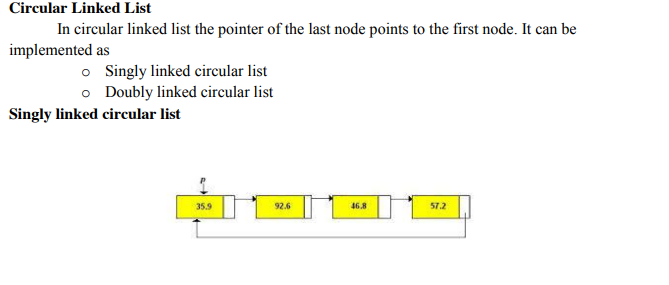 Circular Linked List
In circular linked list the pointer of the last node points to the first node. It can be
implemented as
o Singly linked circular list
o Doubly linked circular list
Singly linked circular list
p
35.9 92.6 46.8 57.2